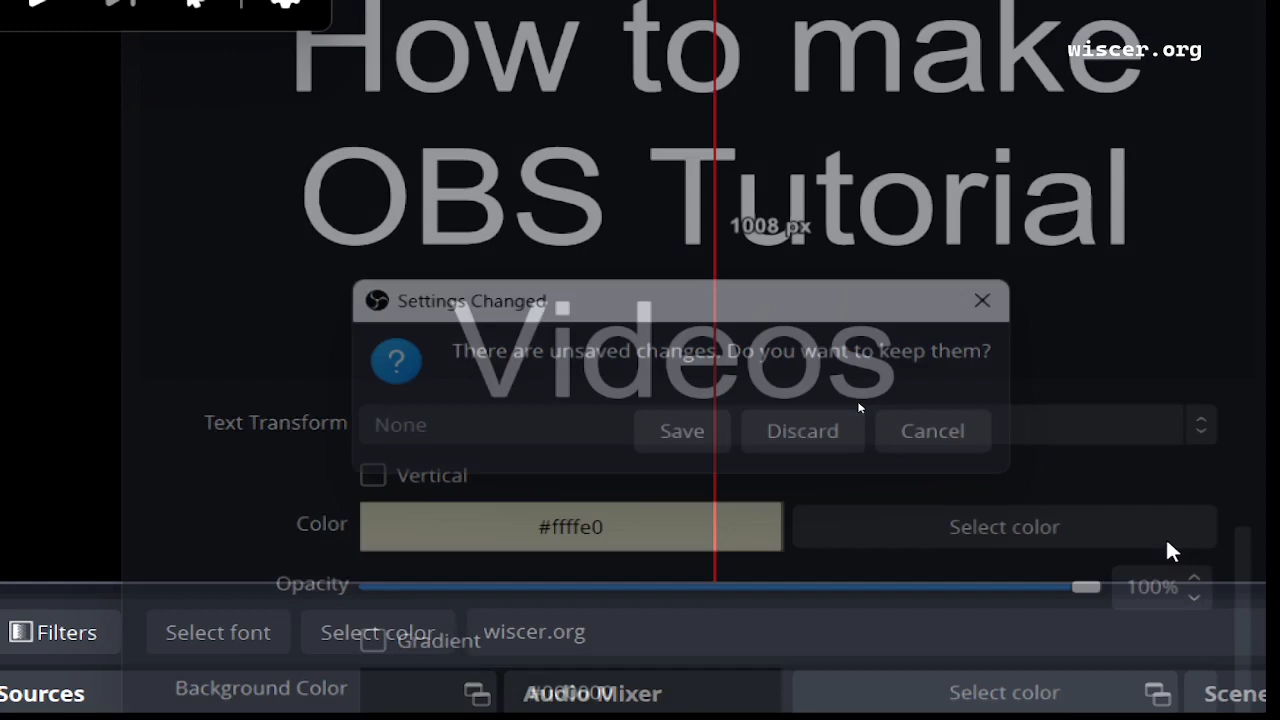 How to make
wiscer.org
OBS Tutorial
1008 px
Settings Changed
Videos
There are unsaved changes. Do you want to keep them?
Text Transform
None
Save
Discard
Cancel
Vertical
Color
#ffffe0
Select color
Opacity
100%
Filters
Select font
Select color
wiscer.org
Gradient
Sources
Background Color
Audio Mixer
Select color
Scene